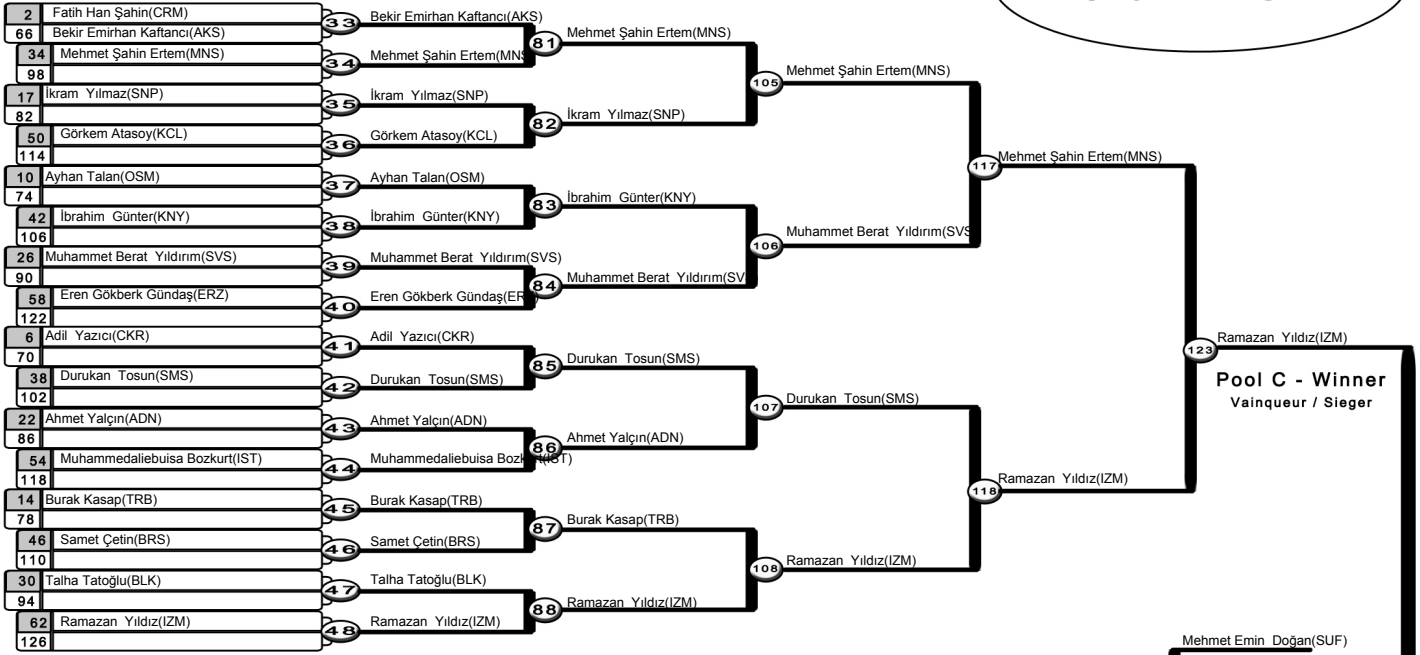 2 Fatih Han Şahin(CRM)
66 Bekir Emirhan Kaftancı(AKS)
34 Mehmet Şahin Ertem(MNS)
98
17 İkram Yılmaz(SNP)
82
50 Görkem Atasoy(KCL)
114
10 Ayhan Talan(OSM)
74
42 İbrahim Günter(KNY)
106
26 Muhammet Berat Yıldırım(SVS)
90
58 Eren Gökberk Gündaş(ERZ)
122
6 Adil Yazıcı(CKR)
70
38 Durukan Tosun(SMS)
102
22 Ahmet Yalçın(ADN)
86
54 Muhammedaliebuisa Bozkurt(IST)
118
14 Burak Kasap(TRB)
78
46 Samet Çetin(BRS)
110
30 Talha Tatoğlu(BLK)
94
62 Ramazan Yıldız(IZM)
126
33 Bekir Emirhan Kaftancı(AKS)
34 Mehmet Şahin Ertem(MNS
35 İkram Yılmaz(SNP)
36 Görkem Atasoy(KCL)
37 Ayhan Talan(OSM)
38 İbrahim Günter(KNY)
39 Muhammet Berat Yıldırım(SVS)
40 Eren Gökberk Gündaş(ER
41 Adil Yazıcı(CKR)
42 Durukan Tosun(SMS)
43 Ahmet Yalçın(ADN)
44 Muhammedaliebuisa Bozkurt(IST)
45 Burak Kasap(TRB)
46 Samet Çetin(BRS)
47 Talha Tatoğlu(BLK)
48 Ramazan Yıldız(IZM)
81 Mehmet Şahin Ertem(MNS)
82 İkram Yılmaz(SNP)
83 İbrahim Günter(KNY)
84 Muhammet Berat Yıldırım(SV
85 Durukan Tosun(SMS)
86 Ahmet Yalçın(ADN)
87 Burak Kasap(TRB)
88 Ramazan Yıldız(IZM)
105 Mehmet Şahin Ertem(MNS)
106 Muhammet Berat Yıldırım(SVS
107 Durukan Tosun(SMS)
108 Ramazan Yıldız(IZM)
117 Mehmet Şahin Ertem(MNS)
118 Ramazan Yıldız(IZM)
123 Ramazan Yıldız(IZM)
Pool C - Winner
Vainqueur / Sieger
Mehmet Emin Doğan(SUF)